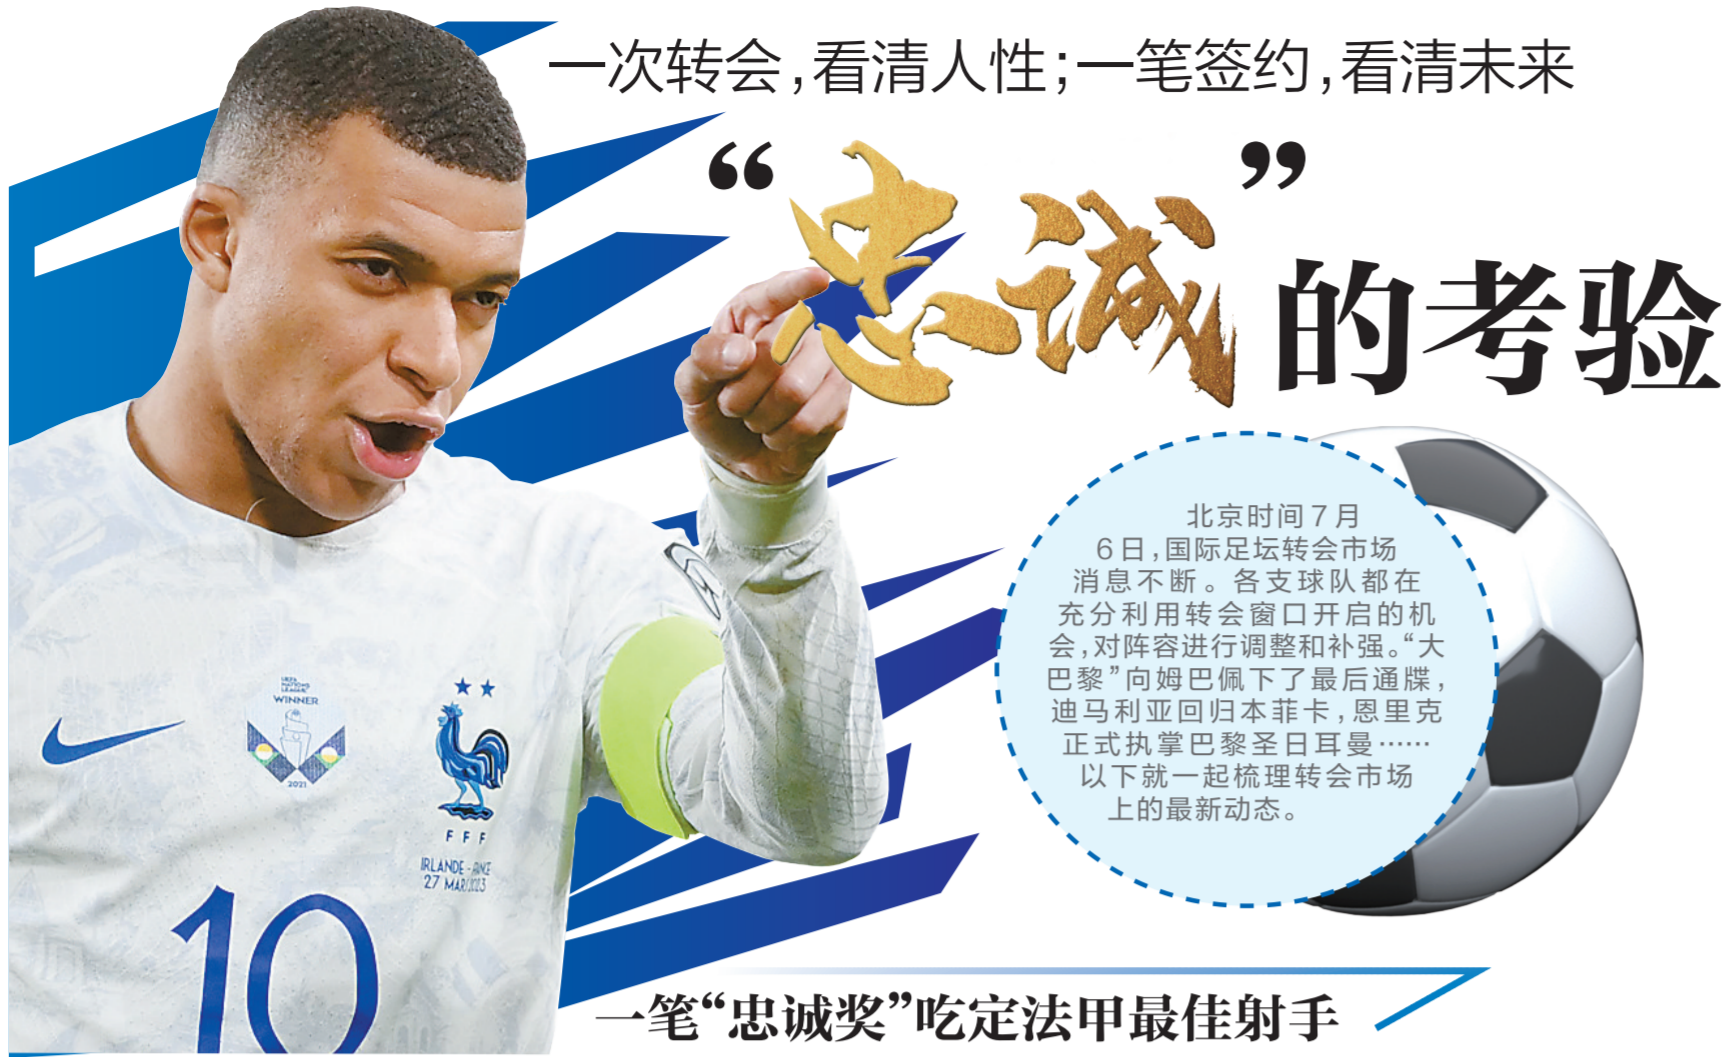 一次转会，看清人性；一笔签约，看清未来
“忠诚”的考验
北京时间7月
6日，国际足坛转会市场
消息不断。各支球队都在
充分利用转会窗口开启的机
会，对阵容进行调整和补强。“大
巴黎”向姆巴佩下了最后通牒，
迪马利亚回归本菲卡，恩里克
正式执掌巴黎圣日耳曼……
以下就一起梳理转会市场
上的最新动态。
UEFA
NATIONS
LEAGUE
WINNER
2021
FFF
IRLANDE -
27 MAR
10
一笔“忠诚奖”吃定法甲最佳射手